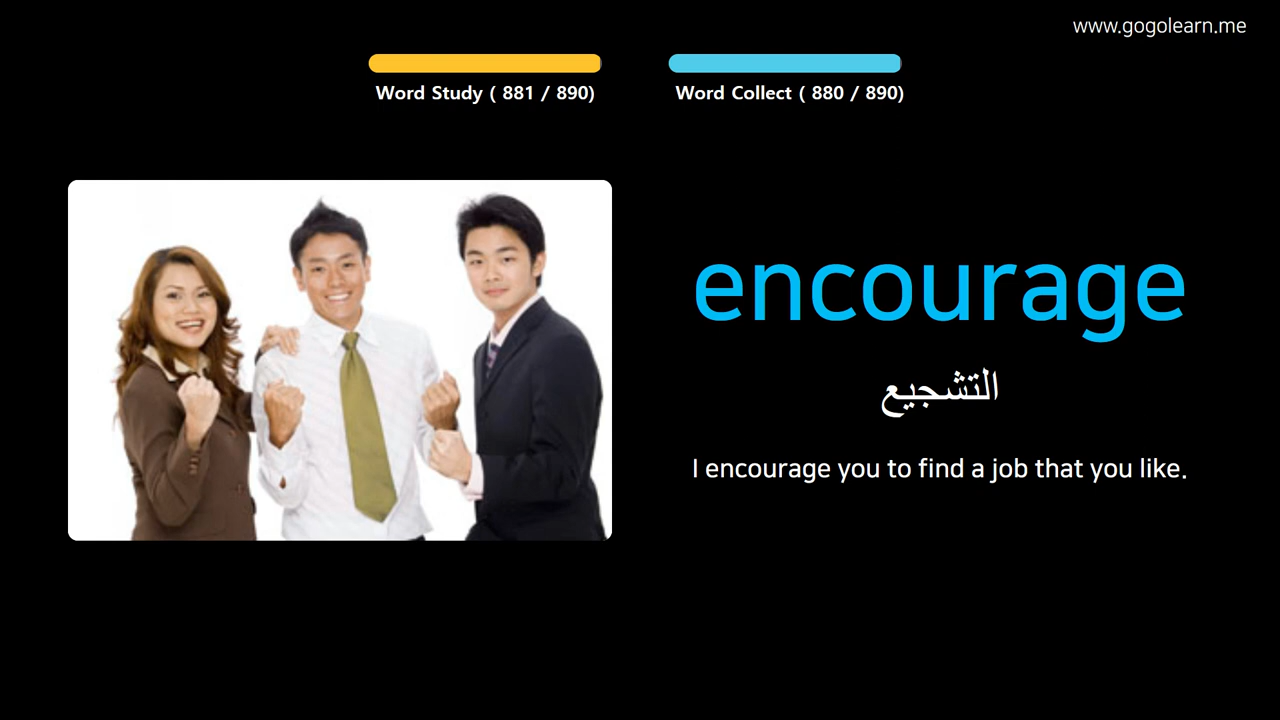 www.gogolearn.me
Word Study ( 881 / 890)
Word Collect ( 880 / 890)
encourage
التشجيع
I encourage you to find a job that you like.